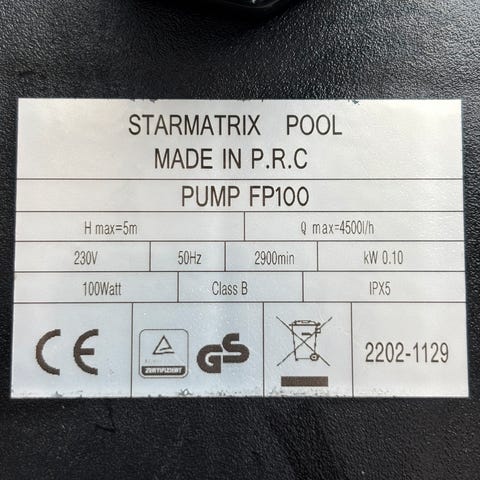 STARMATRIX POOL
MADE IN P.R.C
PUMP FP100
H max=5m Q max=4500l/h
230V 50Hz 2900min kW 0.10
100Watt Class B IPX5
CE ZERTIFIZIERT GS 2202-1129